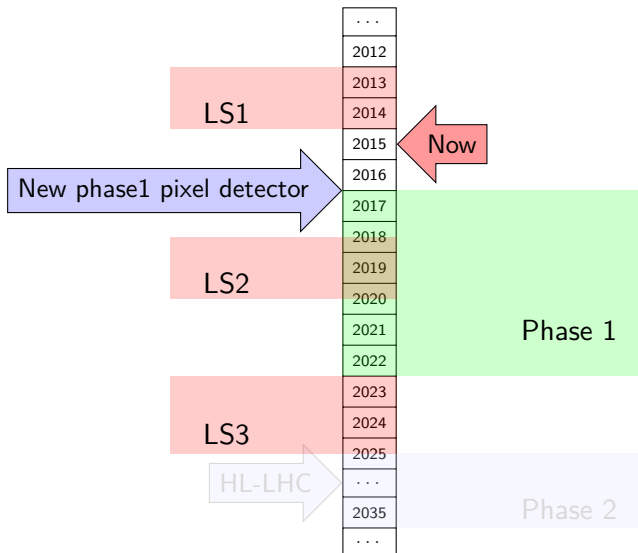 · · ·
2012
2013
LS1
2014
2015
Now
2016
New phase1 pixel detector
2017
2018
2019
LS2
2020
2021
Phase 1
2022
2023
2024
LS3
2025
HL-LHC
· · ·
2035
Phase 2
· · ·